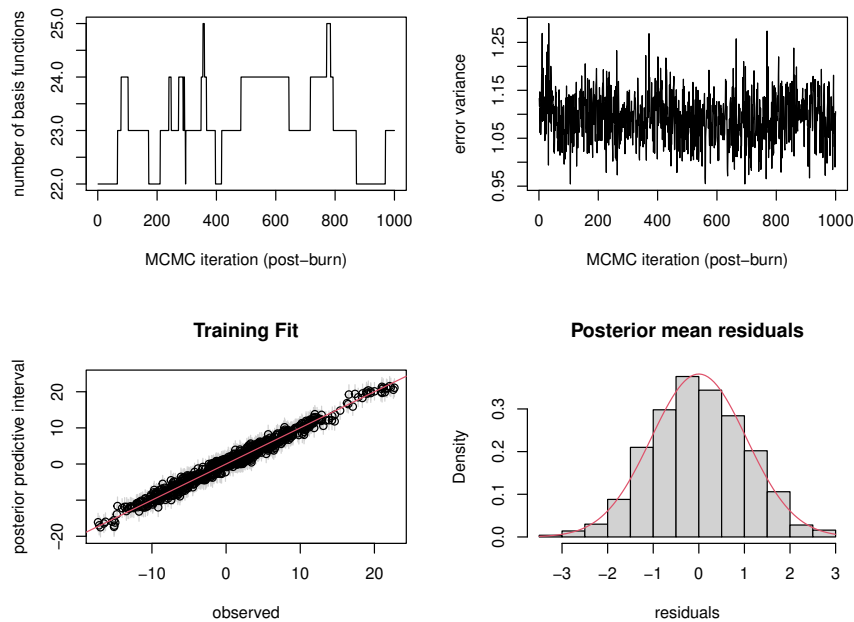 number of basis functions
22.0 23.0 24.0 25.0
0 200 400 600 800 1000
MCMC iteration (post−burn)
error variance
0.95 1.05 1.15 1.25
0 200 400 600 800 1000
MCMC iteration (post−burn)
Training Fit
posterior predictive interval
−20 0 10 20
−10 0 10 20
observed
Posterior mean residuals
Density
0.0 0.1 0.2 0.3
−3 −2 −1 0 1 2 3
residuals